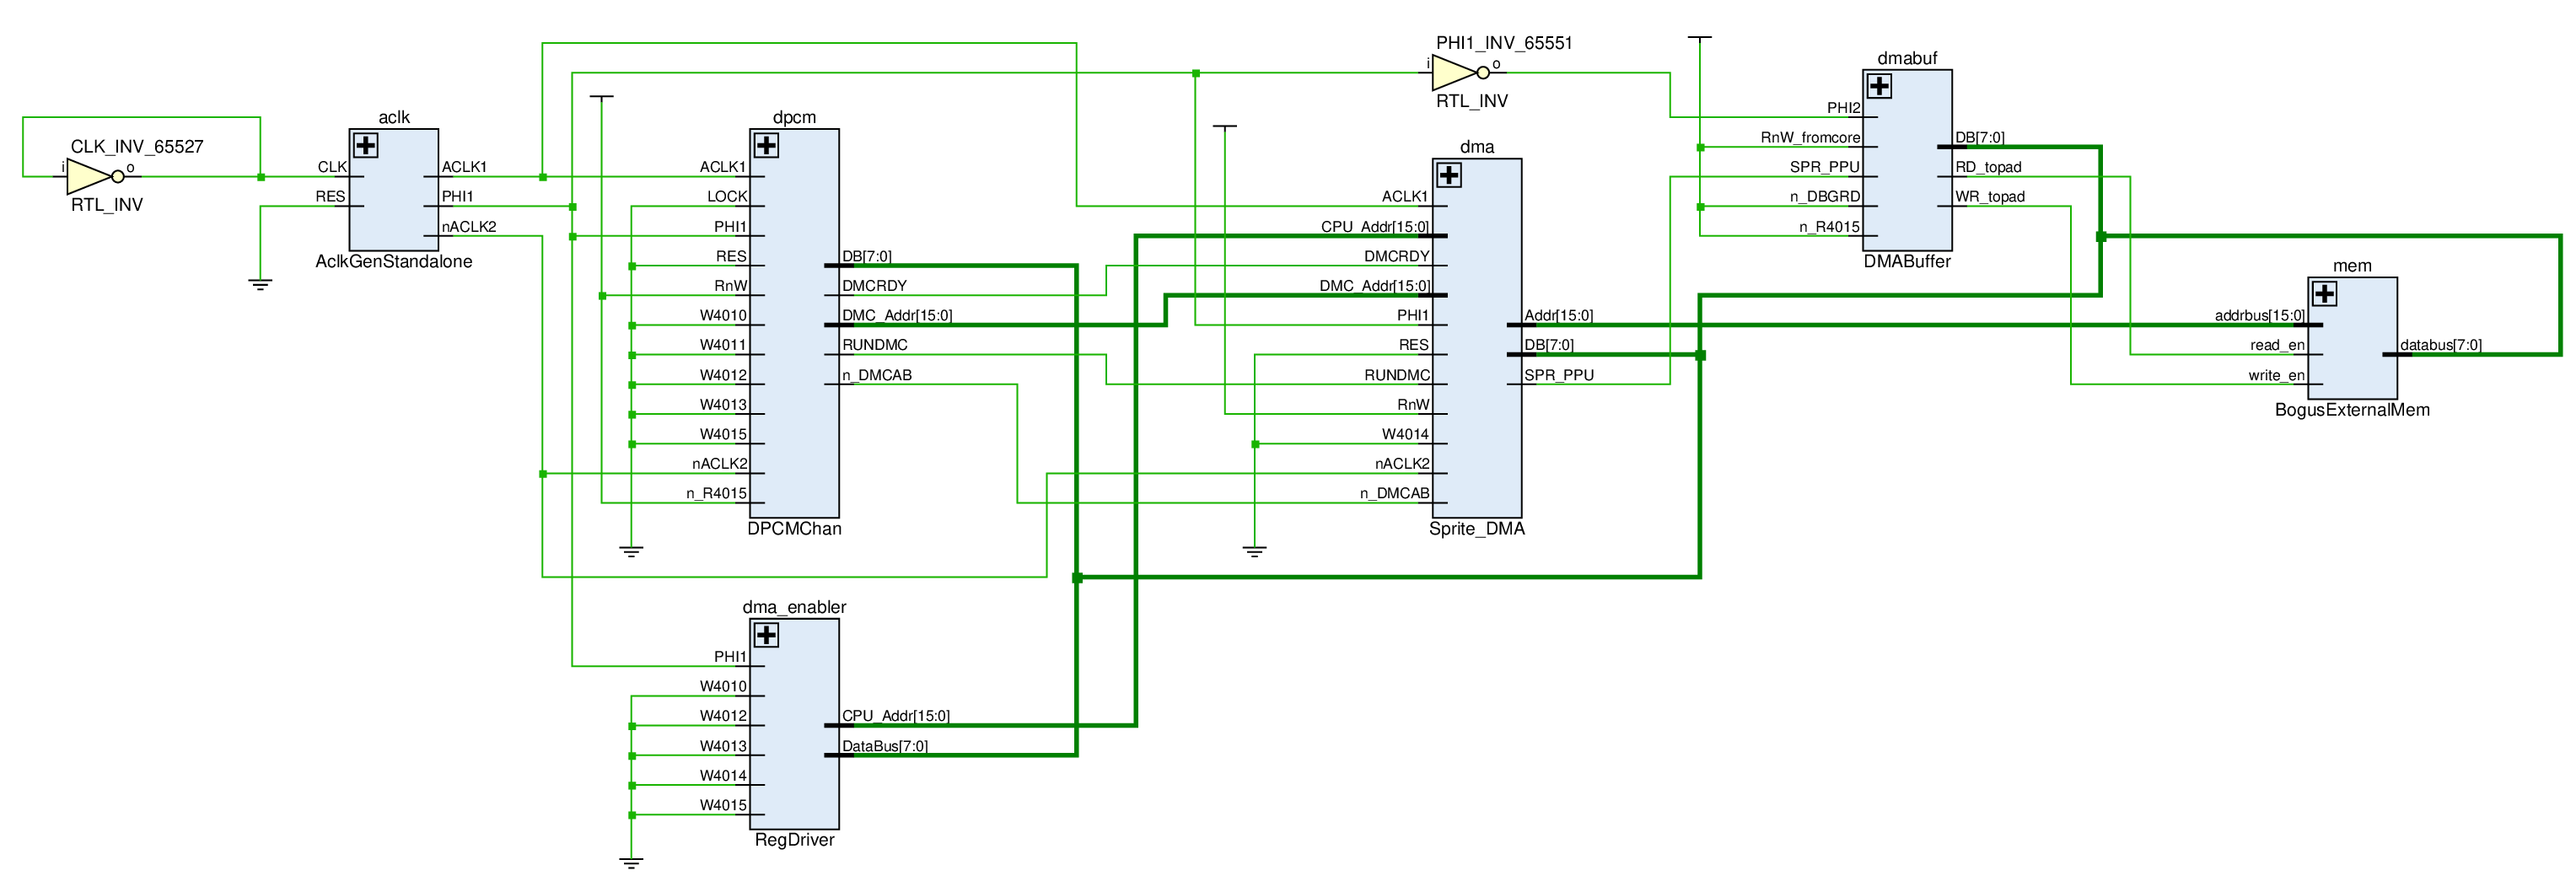 CLK_INV_65527
i
o
RTL_INV
aclk
CLK
RES
ACLK1
PHI1
nACLK2
AclkGenStandalone
dpcm
ACLK1
LOCK
PHI1
RES
RnW
W4010
W4011
W4012
W4013
W4015
nACLK2
n_R4015
DB[7:0]
DMCRDY
DMC_Addr[15:0]
RUNDMC
n_DMCAB
DPCMChan
dma_enabler
PHI1
W4010
W4012
W4013
W4014
W4015
CPU_Addr[15:0]
DataBus[7:0]
RegDriver
PHI1_INV_65551
i
o
RTL_INV
dma
ACLK1
CPU_Addr[15:0]
DMCRDY
DMC_Addr[15:0]
PHI1
RES
RUNDMC
RnW
W4014
nACLK2
n_DMCAB
Addr[15:0]
DB[7:0]
SPR_PPU
Sprite_DMA
dmabuf
PHI2
RnW_fromcore
SPR_PPU
n_DBGRD
n_R4015
DB[7:0]
RD_topad
WR_topad
DMABuffer
mem
addrbus[15:0]
read_en
write_en
databus[7:0]
BogusExternalMem